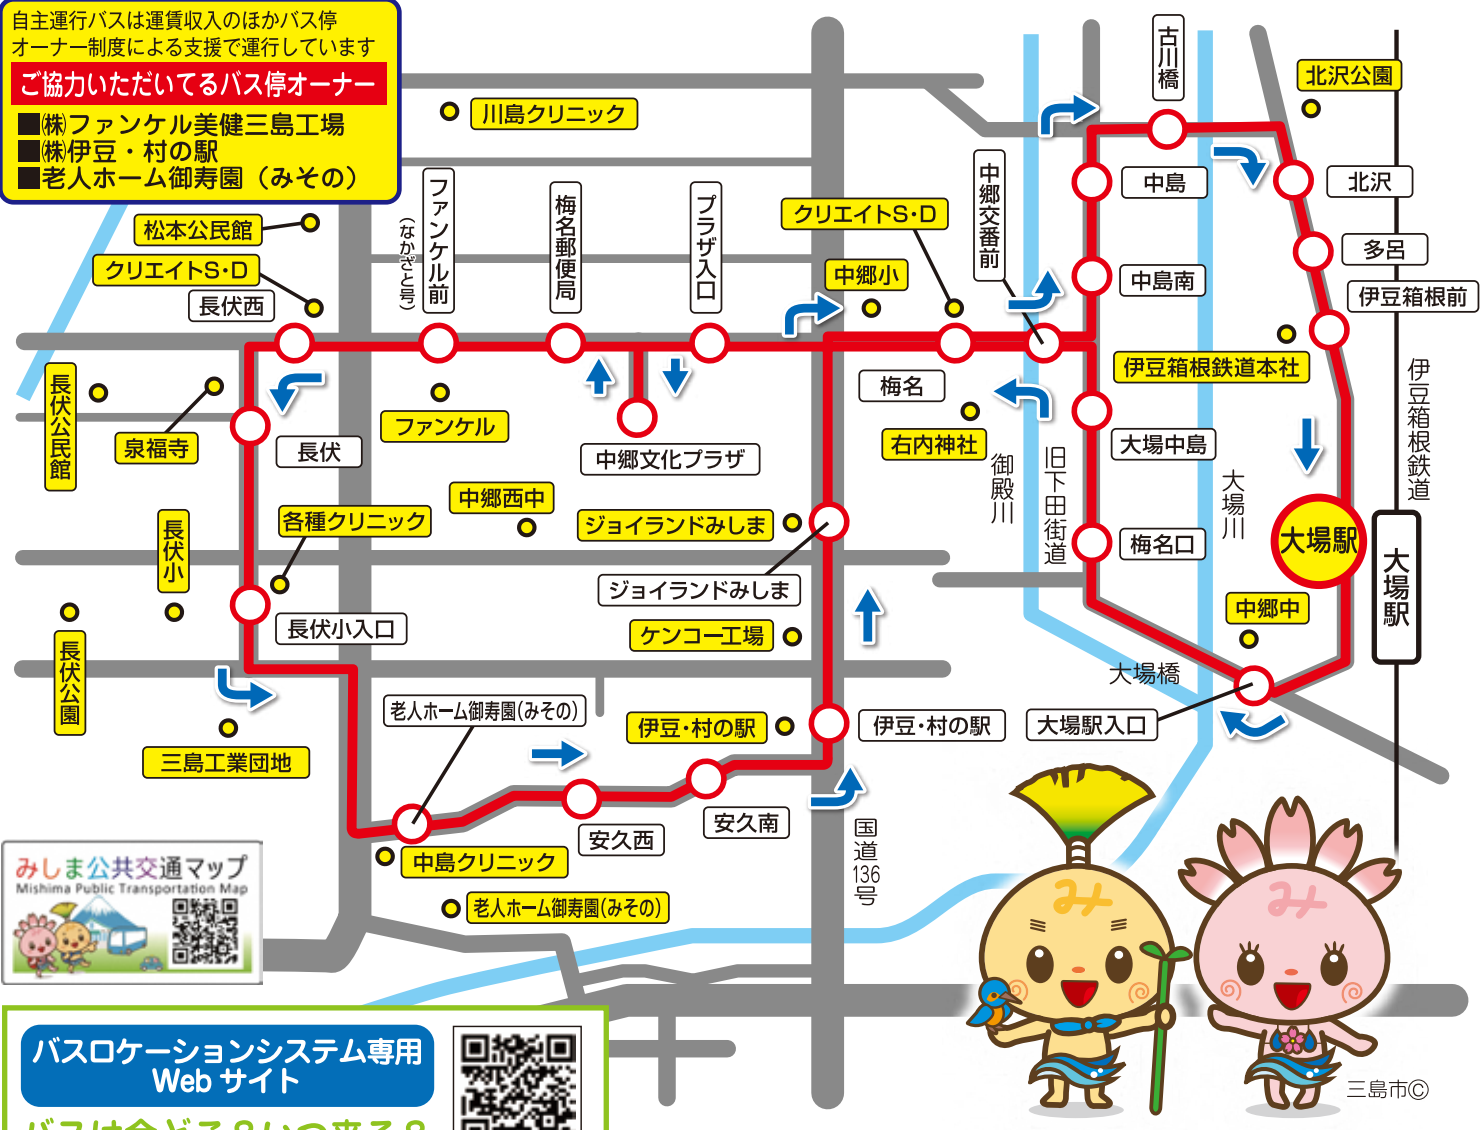 自主運行バスは運賃収入のほかバス停
オーナー制度による支援で運行しています
ご協力いただいてるバス停オーナー
■㈱ファンケル美健三島工場
■㈱伊豆・村の駅
■老人ホーム御寿園（みその）
川島クリニック
古川橋
北沢公園
松本公民館
クリエイトS・D
長伏西
ファンケル前
（なかざと号）
梅名郵便局
プラザ入口
クリエイトS・D
中郷小
中郷交番前
中島
中島南
北沢
多呂
伊豆箱根前
伊豆箱根鉄道本社
伊豆箱根鉄道
長伏公民館
泉福寺
長伏
ファンケル
中郷文化プラザ
梅名
右内神社
御殿川
旧下田街道
大場中島
大場川
大場駅
大場駅
長伏小
各種クリニック
中郷西中
ジョイランドみしま
ジョイランドみしま
梅名口
長伏小入口
ケンコー工場
中郷中
長伏公園
大場橋
老人ホーム御寿園(みその)
伊豆・村の駅
伊豆・村の駅
大場駅入口
三島工業団地
安久南
安久西
中島クリニック
国道136号
老人ホーム御寿園(みその)
みしま公共交通マップ
Mishima Public Transportation Map
み
み
三島市©
バスロケーションシステム専用
Webサイト
バスは今どこ?いつ来る?